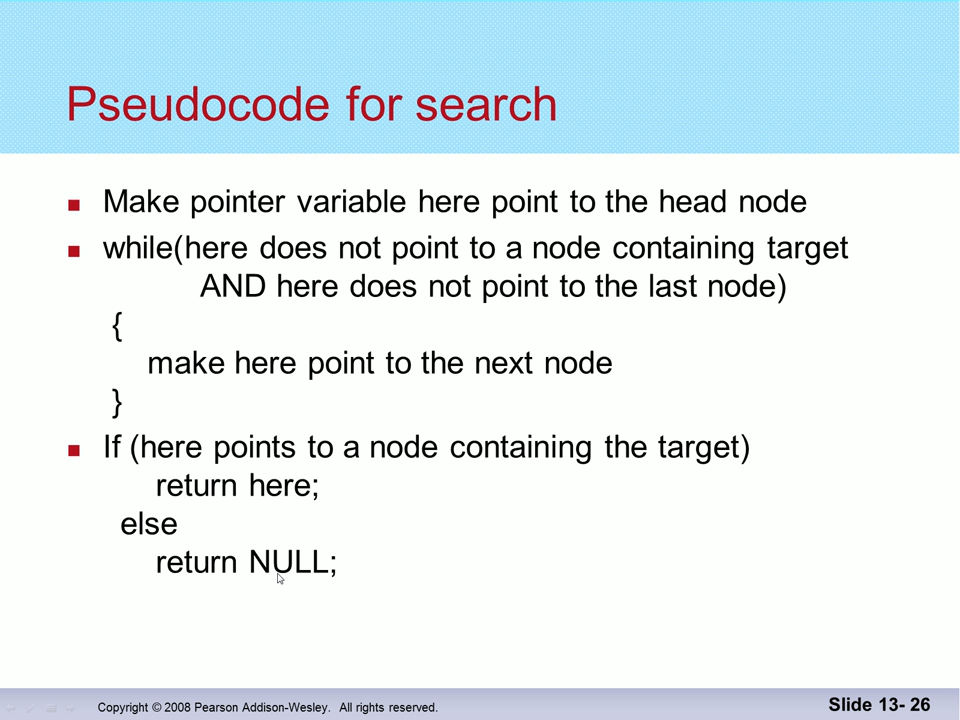 Pseudocode for search
Make pointer variable here point to the head node
while(here does not point to a node containing target
AND here does not point to the last node)
{
make here point to the next node
}
If (here points to a node containing the target)
return here;
else
return NULL;
Copyright © 2008 Pearson Addison-Wesley. All rights reserved.
Slide 13- 26